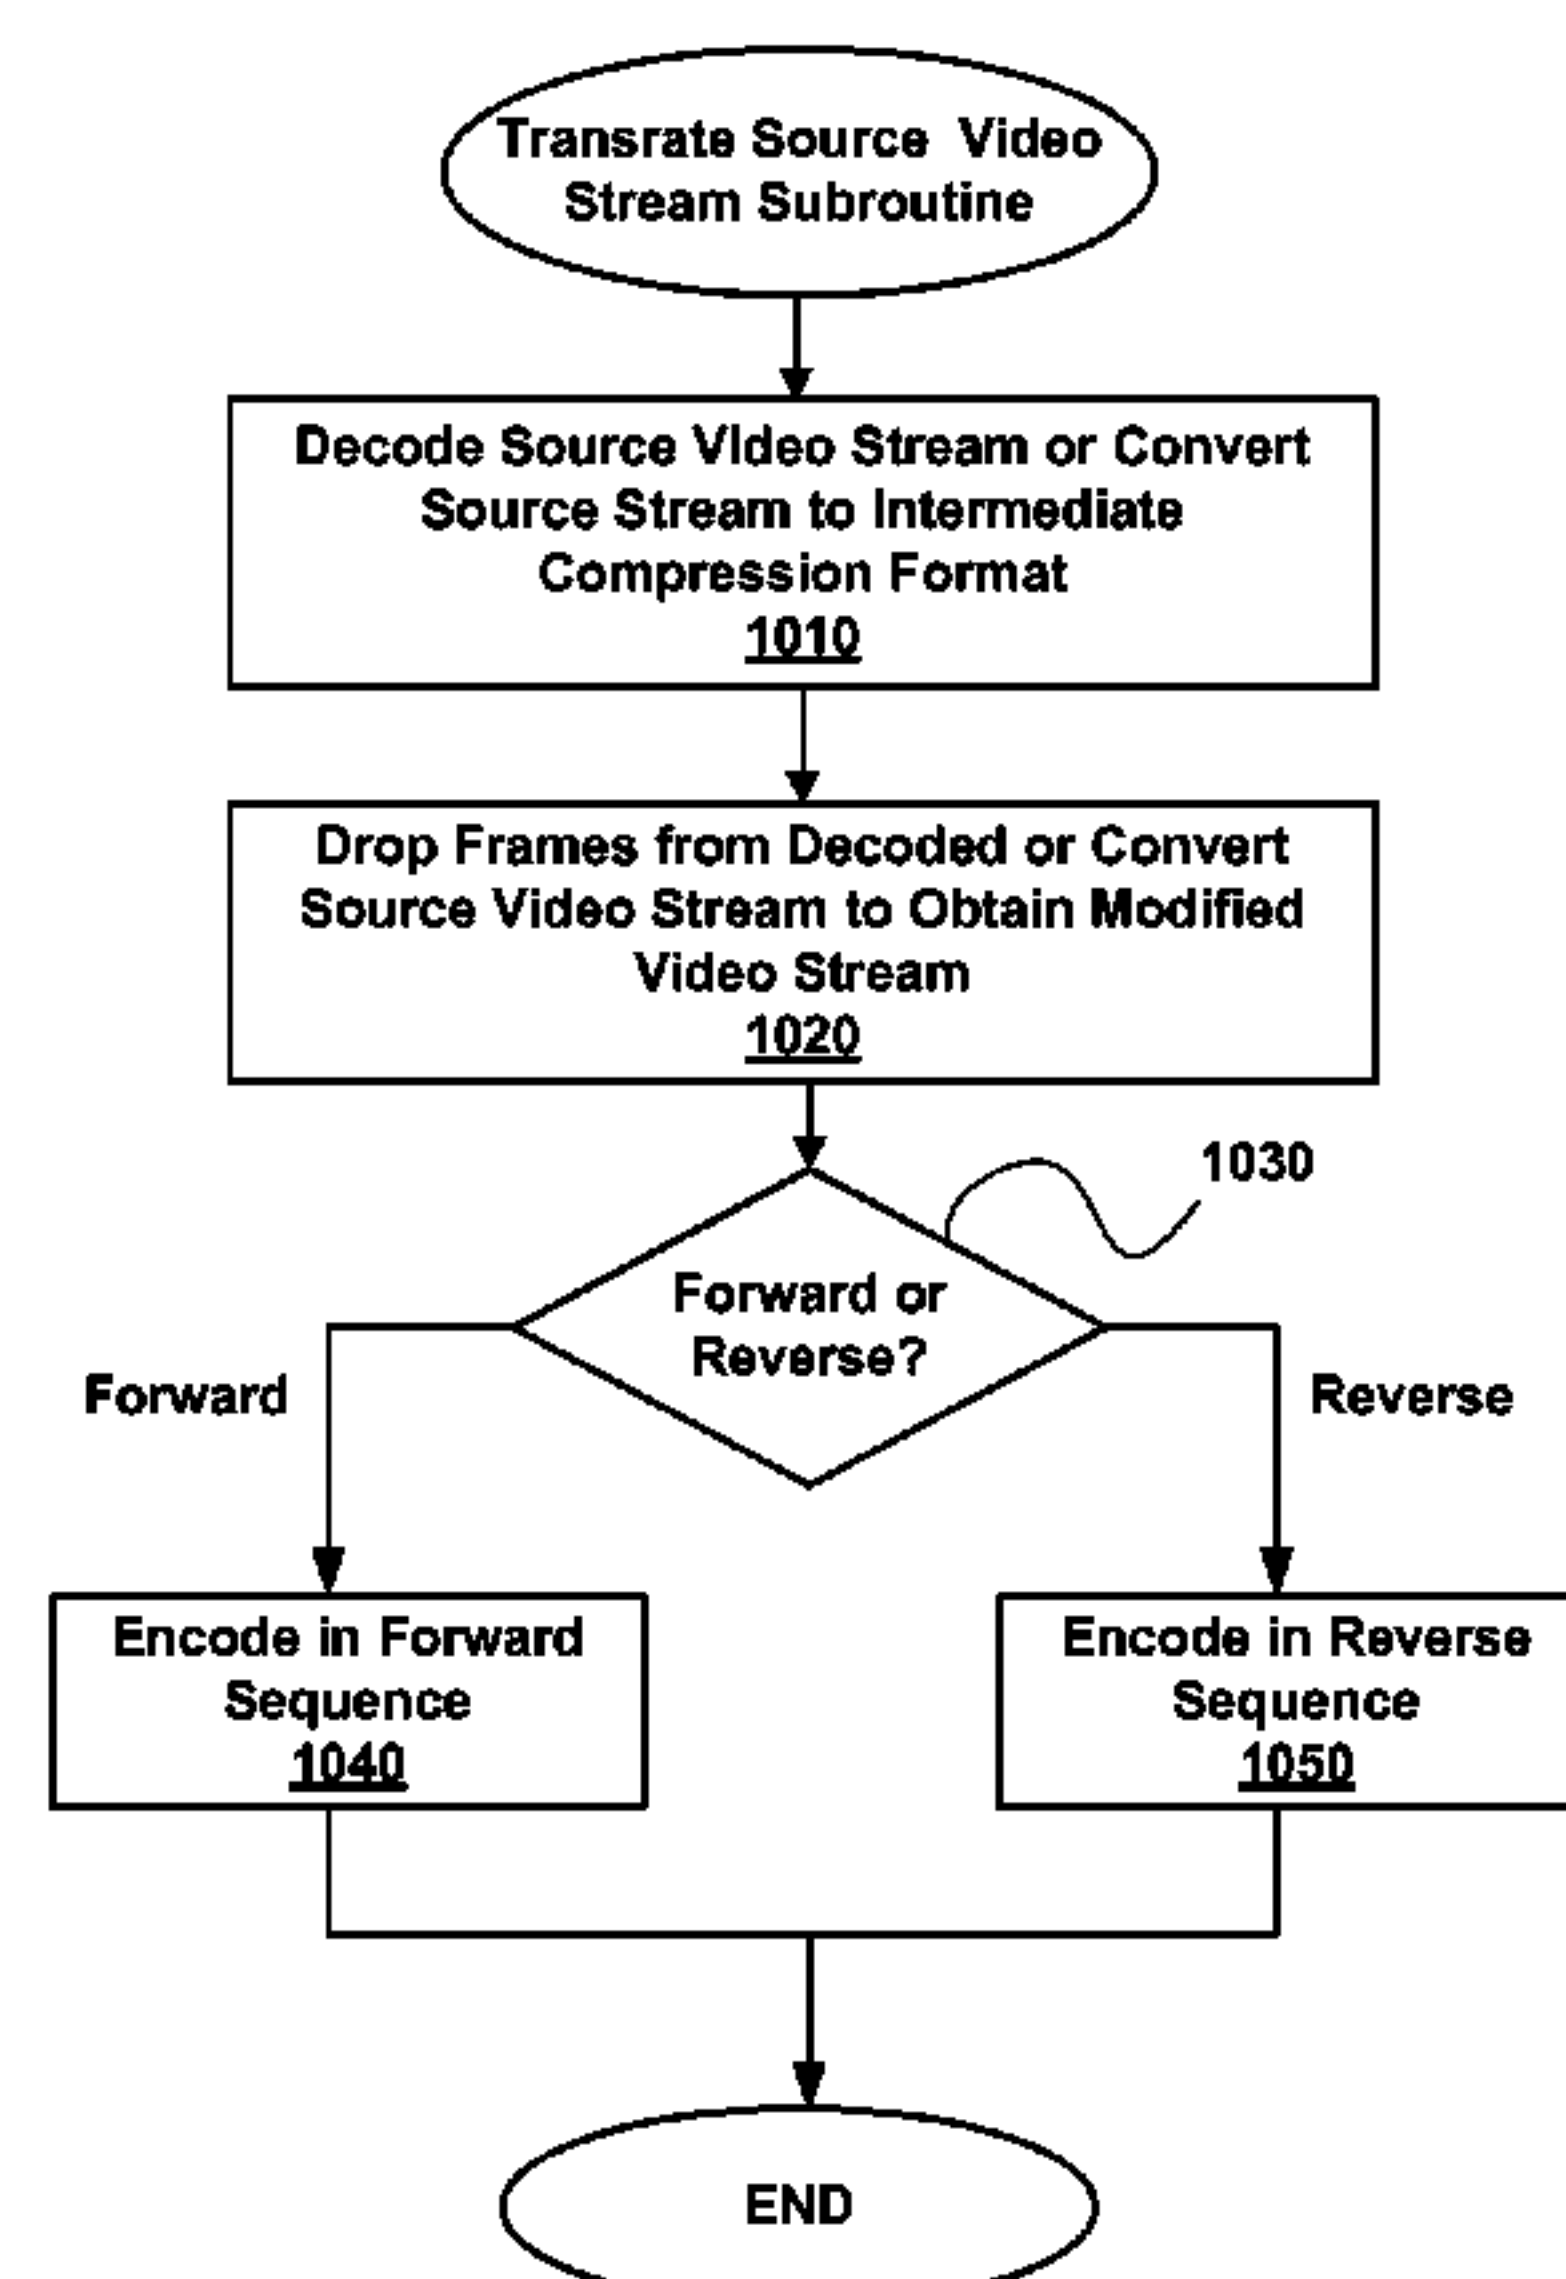 Transrate Source Video
Stream Subroutine
Decode Source Video Stream or Convert
Source Stream to Intermediate
Compression Format
1010
Drop Frames from Decoded or Convert
Source Video Stream to Obtain Modified
Video Stream
1020
1030
Forward or
Reverse?
Forward
Reverse
Encode in Forward
Sequence
1040
Encode in Reverse
Sequence
1050
END